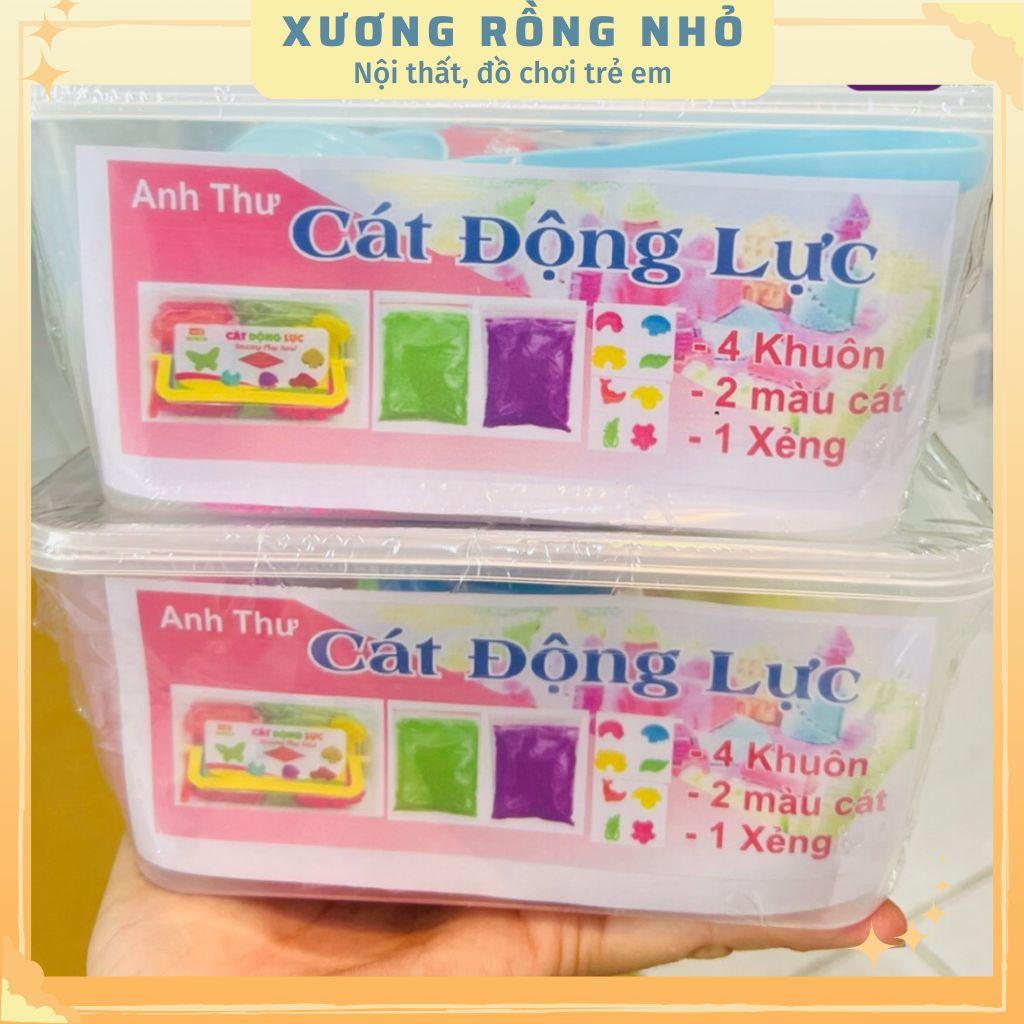 XƯƠNG RỒNG NHỎ
Nội thất, đồ chơi trẻ em
Anh Thư
Cát Động Lực
CÁT ĐỘNG LỰC
- 4 Khuôn
- 2 màu cát
- 1 Xẻng
Anh Thư
Cát Động Lực
CÁT ĐỘNG LỰC
- 4 Khuôn
- 2 màu cát
- 1 Xẻng